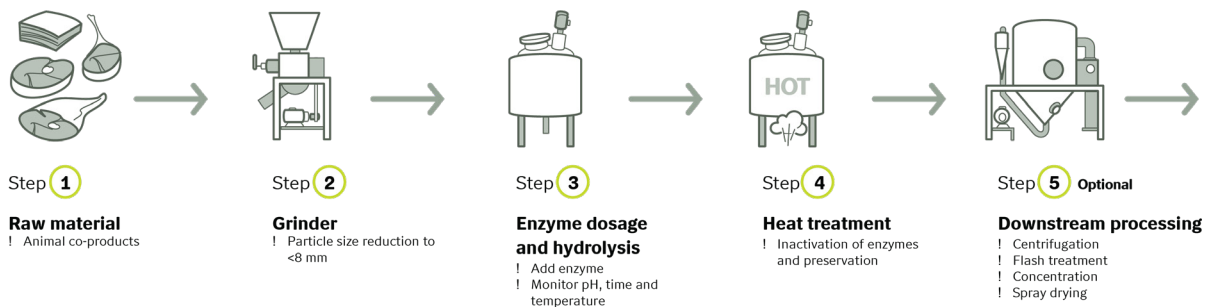 HOT
Step 1
Raw material
! Animal co-products
Step 2
Grinder
! Particle size reduction to
<8 mm
Step 3
Enzyme dosage
and hydrolysis
! Add enzyme
! Monitor pH, time and
temperature
Step 4
Heat treatment
! Inactivation of enzymes
and preservation
Step 5 Optional
Downstream processing
! Centrifugation
! Flash treatment
! Concentration
! Spray drying